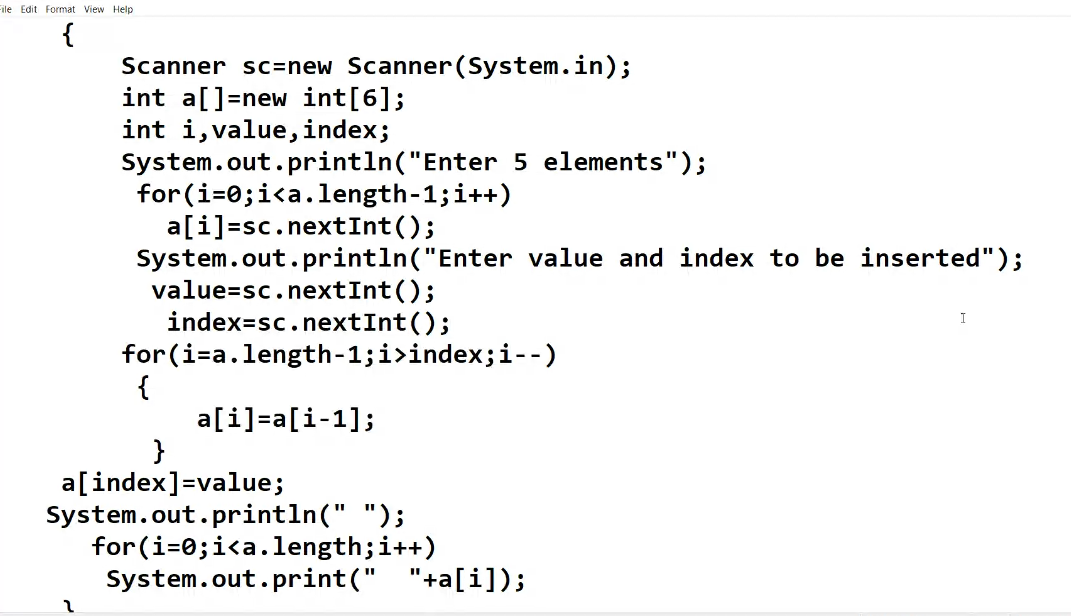 File Edit Format View Help
{
Scanner sc=new Scanner(System.in);
int a[]=new int[6];
int i,value,index;
System.out.println("Enter 5 elements");
for(i=0;i<a.length-1;i++)
a[i]=sc.nextInt();
System.out.println("Enter value and index to be inserted");
value=sc.nextInt();
index=sc.nextInt();
for(i=a.length-1;i>index;i--)
{
a[i]=a[i-1];
}
a[index]=value;
System.out.println(" ");
for(i=0;i<a.length;i++)
System.out.print("  "+a[i]);
}